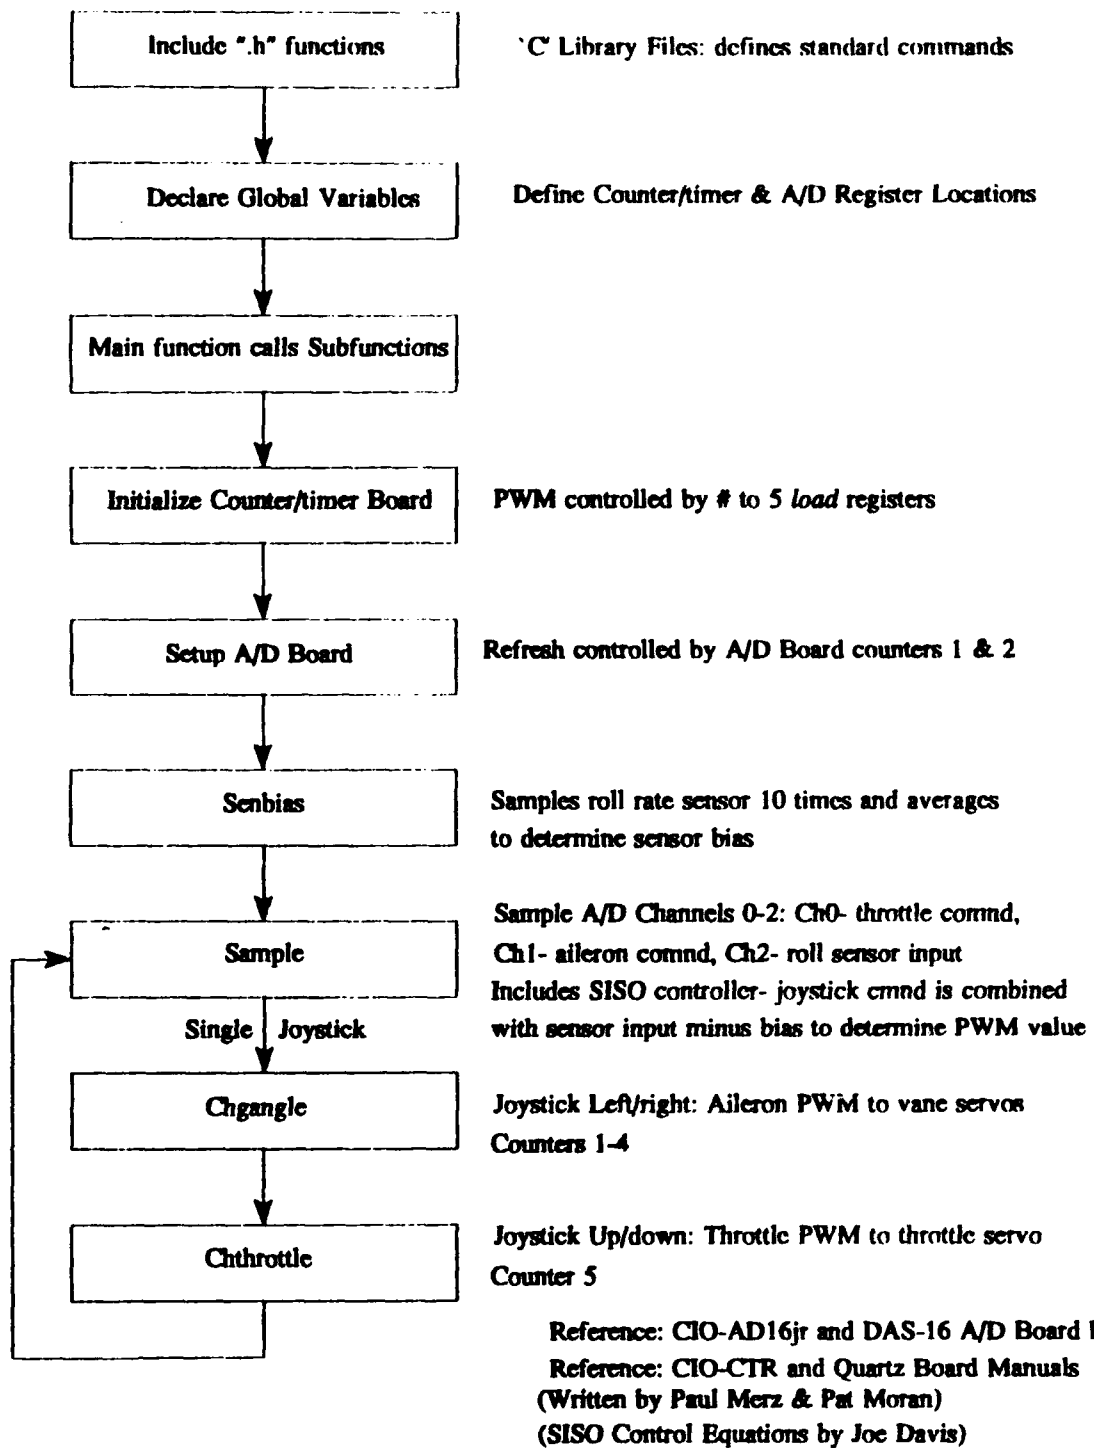 Include ".h" functions
`C' Library Files: defines standard commands
Declare Global Variables
Define Counter/timer & A/D Register Locations
Main function calls Subfunctions
Initialize Counter/timer Board
PWM controlled by # to 5 load registers
Setup A/D Board
Refresh controlled by A/D Board counters 1 & 2
Senbias
Samples roll rate sensor 10 times and averages
to determine sensor bias
Sample
Sample A/D Channels 0-2: Ch0- throttle comnd,
Ch1- aileron comnd, Ch2- roll sensor input
Includes SISO controller- joystick cmnd is combined
with sensor input minus bias to determine PWM value
Single Joystick
Chgangle
Joystick Left/right: Aileron PWM to vane servos
Counters 1-4
Chthrottle
Joystick Up/down: Throttle PWM to throttle servo
Counter 5
Reference: CIO-AD16jr and DAS-16 A/D Board
Reference: CIO-CTR and Quartz Board Manuals
(Written by Paul Merz & Pat Moran)
(SISO Control Equations by Joe Davis)